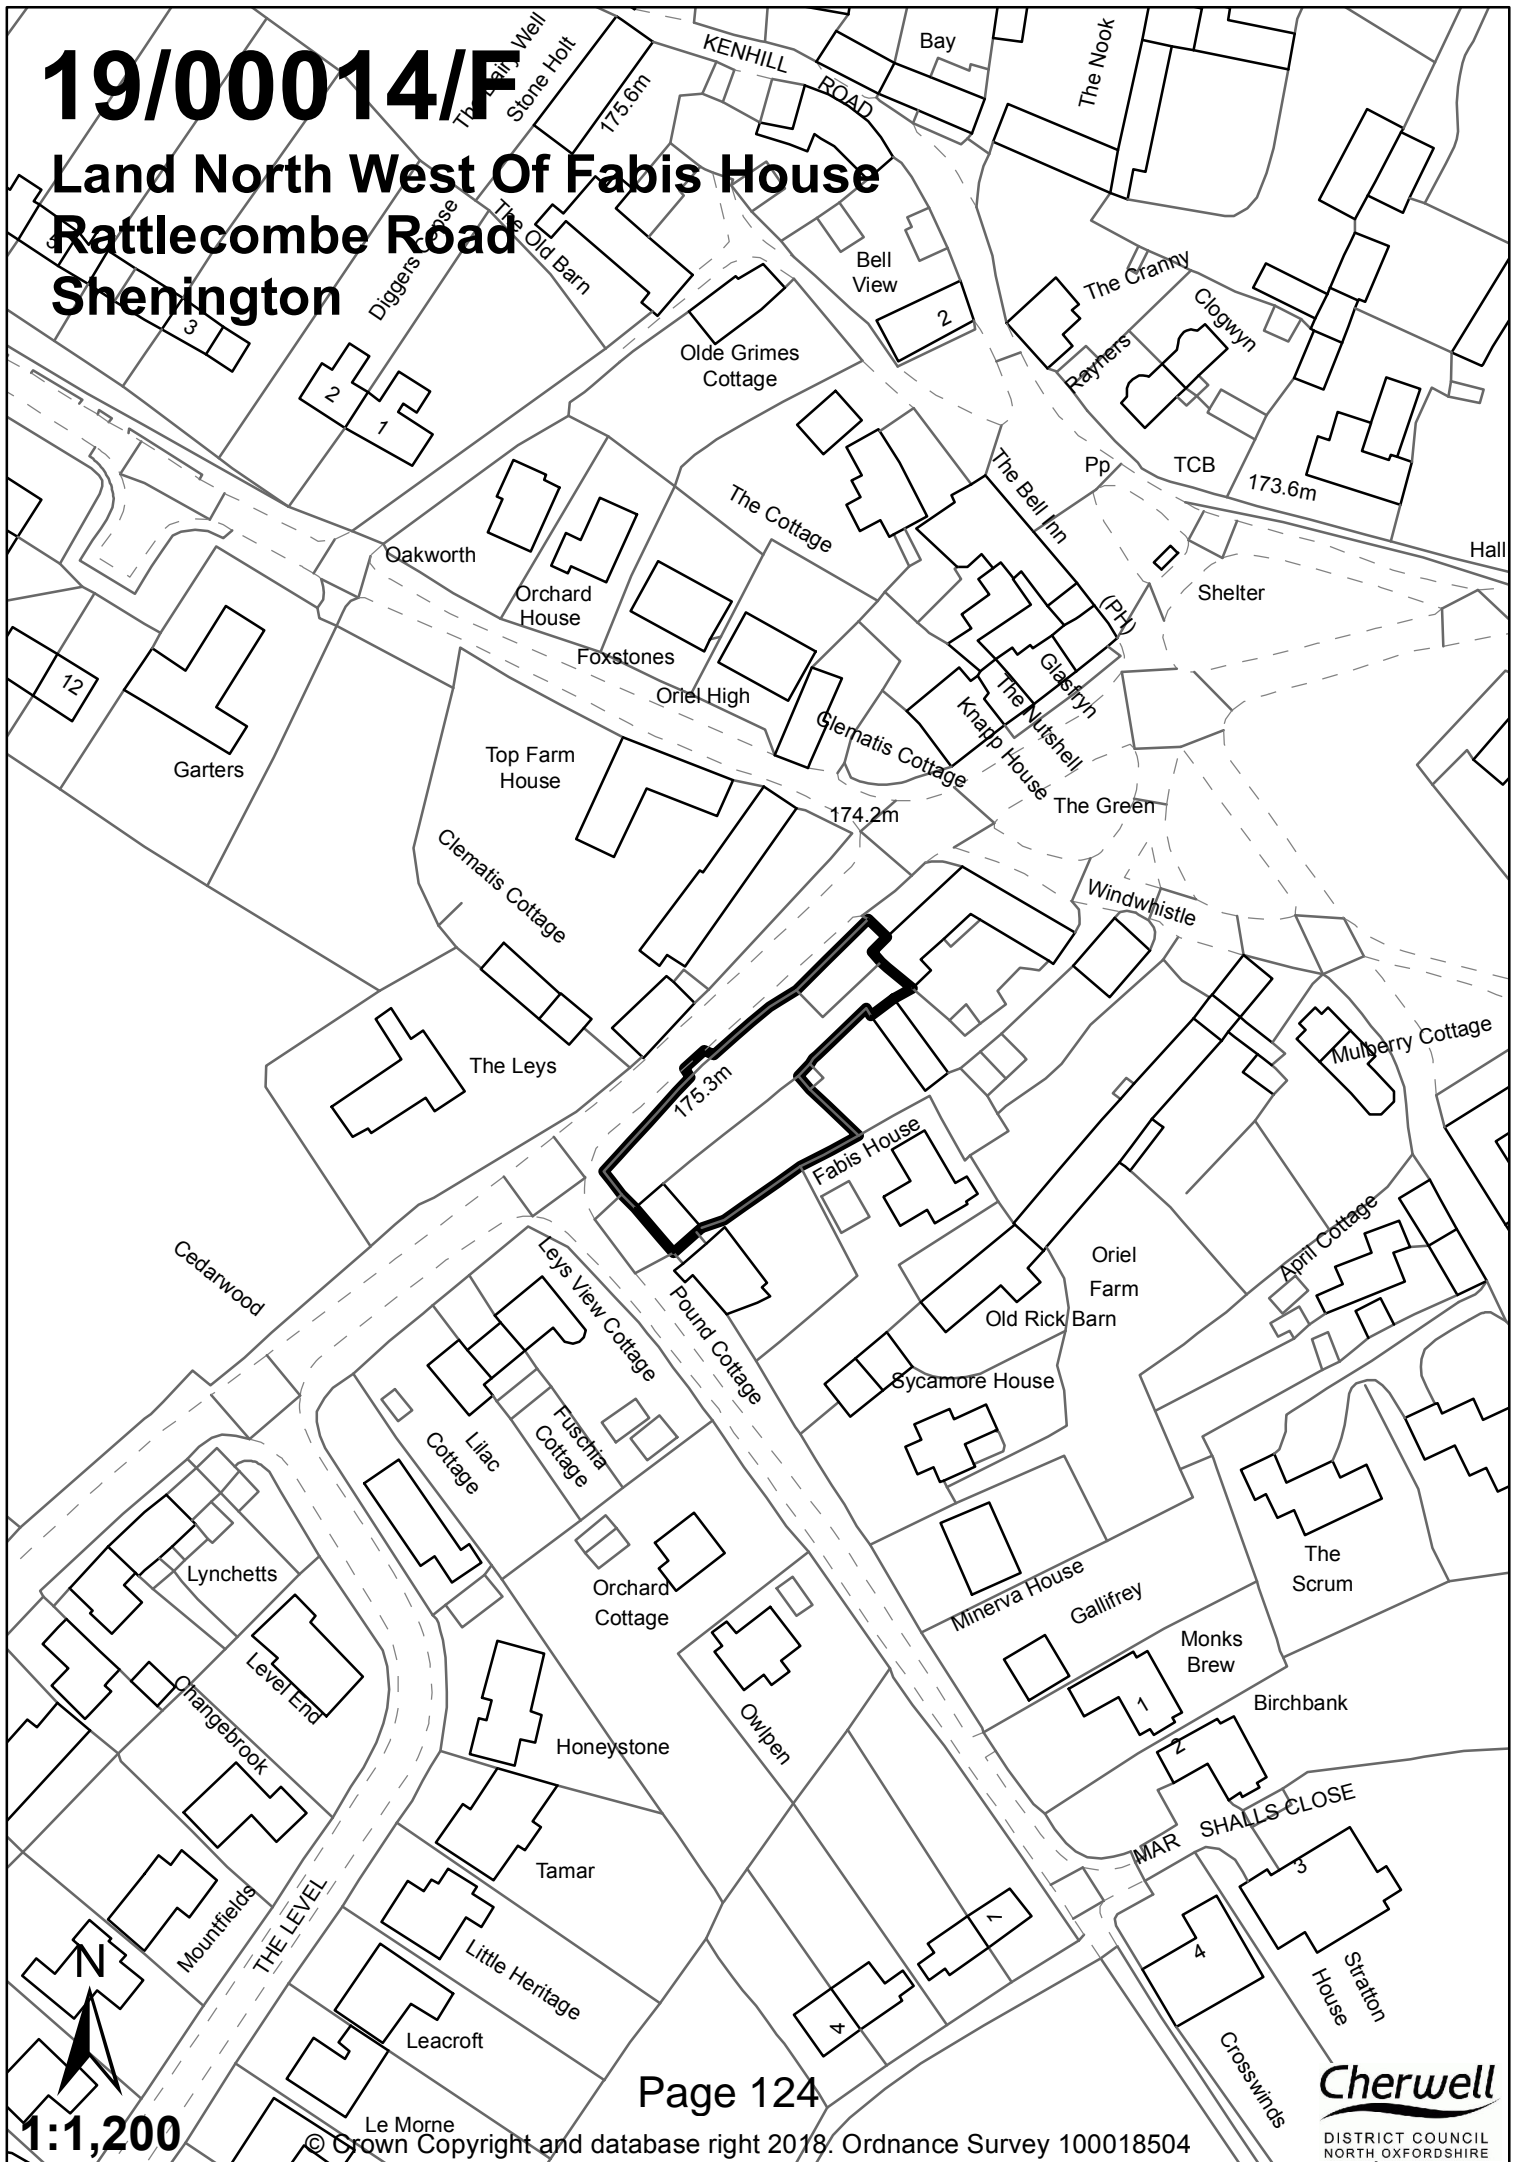 19/00014/F
Land North West Of Fabis House
Rattlecombe Road
Shenington
The Dairy Well
Stone Holt
175.6m
KENHILL
ROAD
Bay
The Nook
5
3
Diggers Copse
The Old Barn
Bell
View
2
The Cranny
Clogwyn
Rayners
2
1
Olde Grimes
Cottage
The Cottage
The Bell Inn
(PH)
Pp
TCB
173.6m
Hall
Shelter
Oakworth
Orchard
House
Foxstones
Oriel High
12
Garters
Top Farm
House
Clematis Cottage
Glasfryn
The Nutshell
Knapp House
The Green
174.2m
Clematis Cottage
Windwhistle
Mulberry Cottage
The Leys
175.3m
Fabis House
Cedarwood
Leys View Cottage
Pound Cottage
Oriel
Farm
April Cottage
Old Rick Barn
Sycamore House
Lilac
Cottage
Fuschia
Cottage
Lynchetts
Orchard
Cottage
The
Scrum
Minerva House
Gallifrey
Monks
Brew
1
Birchbank
2
Level End
Changebrook
Honeystone
Owlpen
MAR SHALLS CLOSE
3
Tamar
Mountfields
THE LEVEL
Little Heritage
1
4
4
Stratton
House
Crosswinds
Leacroft
Le Morne
N
1:1,200
Page 124
© Crown Copyright and database right 2018. Ordnance Survey 100018504
Cherwell
DISTRICT COUNCIL
NORTH OXFORDSHIRE